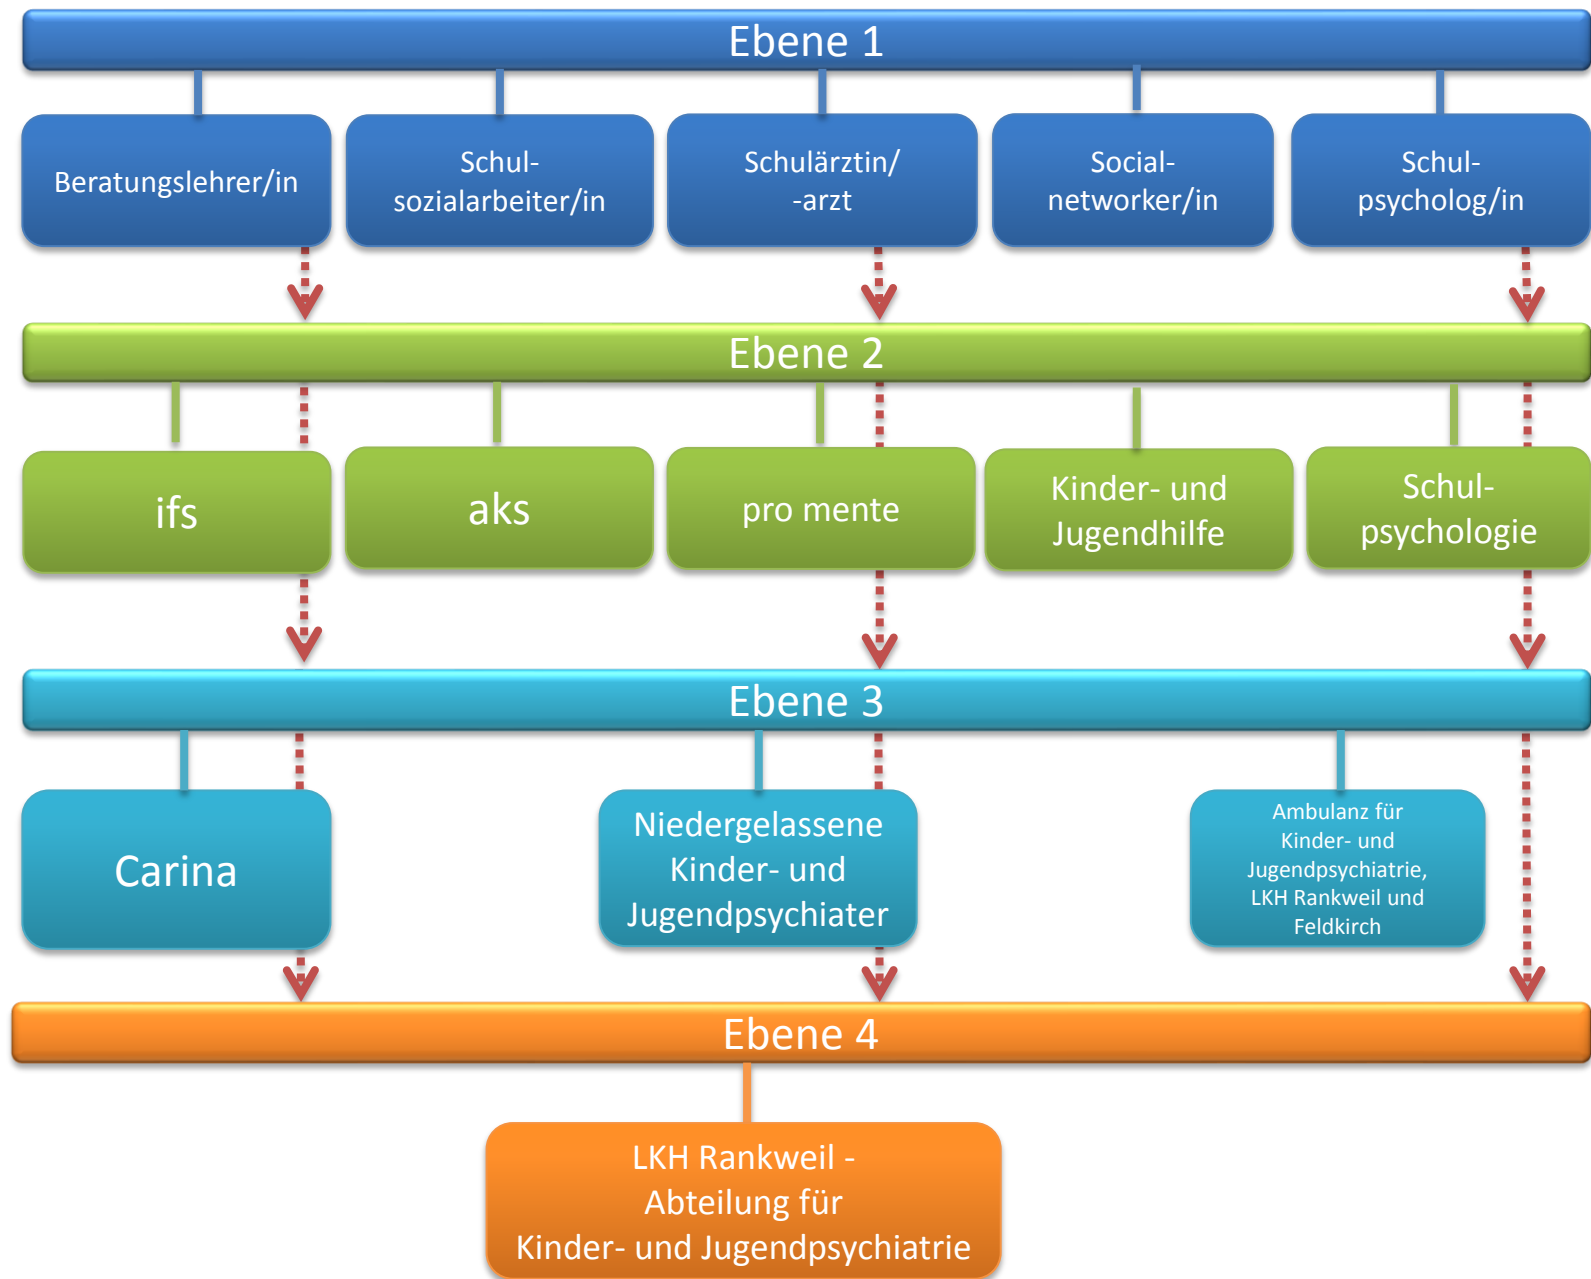 Ebene 1
Beratungslehrer/in
Schul-
sozialarbeiter/in
Schulärztin/
-arzt
Social-
networker/in
Schul-
psycholog/in
Ebene 2
ifs
aks
pro mente
Kinder- und
Jugendhilfe
Schul-
psychologie
Ebene 3
Carina
Niedergelassene
Kinder- und
Jugendpsychiater
Ambulanz für
Kinder- und
Jugendpsychiatrie,
LKH Rankweil und
Feldkirch
Ebene 4
LKH Rankweil -
Abteilung für
Kinder- und Jugendpsychiatrie